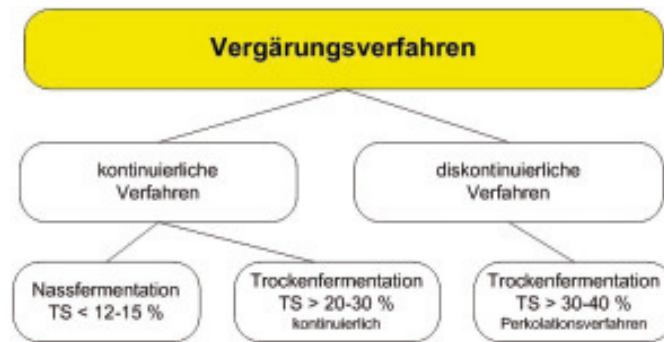 Vergärungsverfahren
kontinuierliche
Verfahren
diskontinuierliche
Verfahren
Nassfermentation
TS < 12-15 %
Trockenfermentation
TS > 20-30 %
kontinuierlich
Trockenfermentation
TS > 30-40 %
Perkolationsverfahren